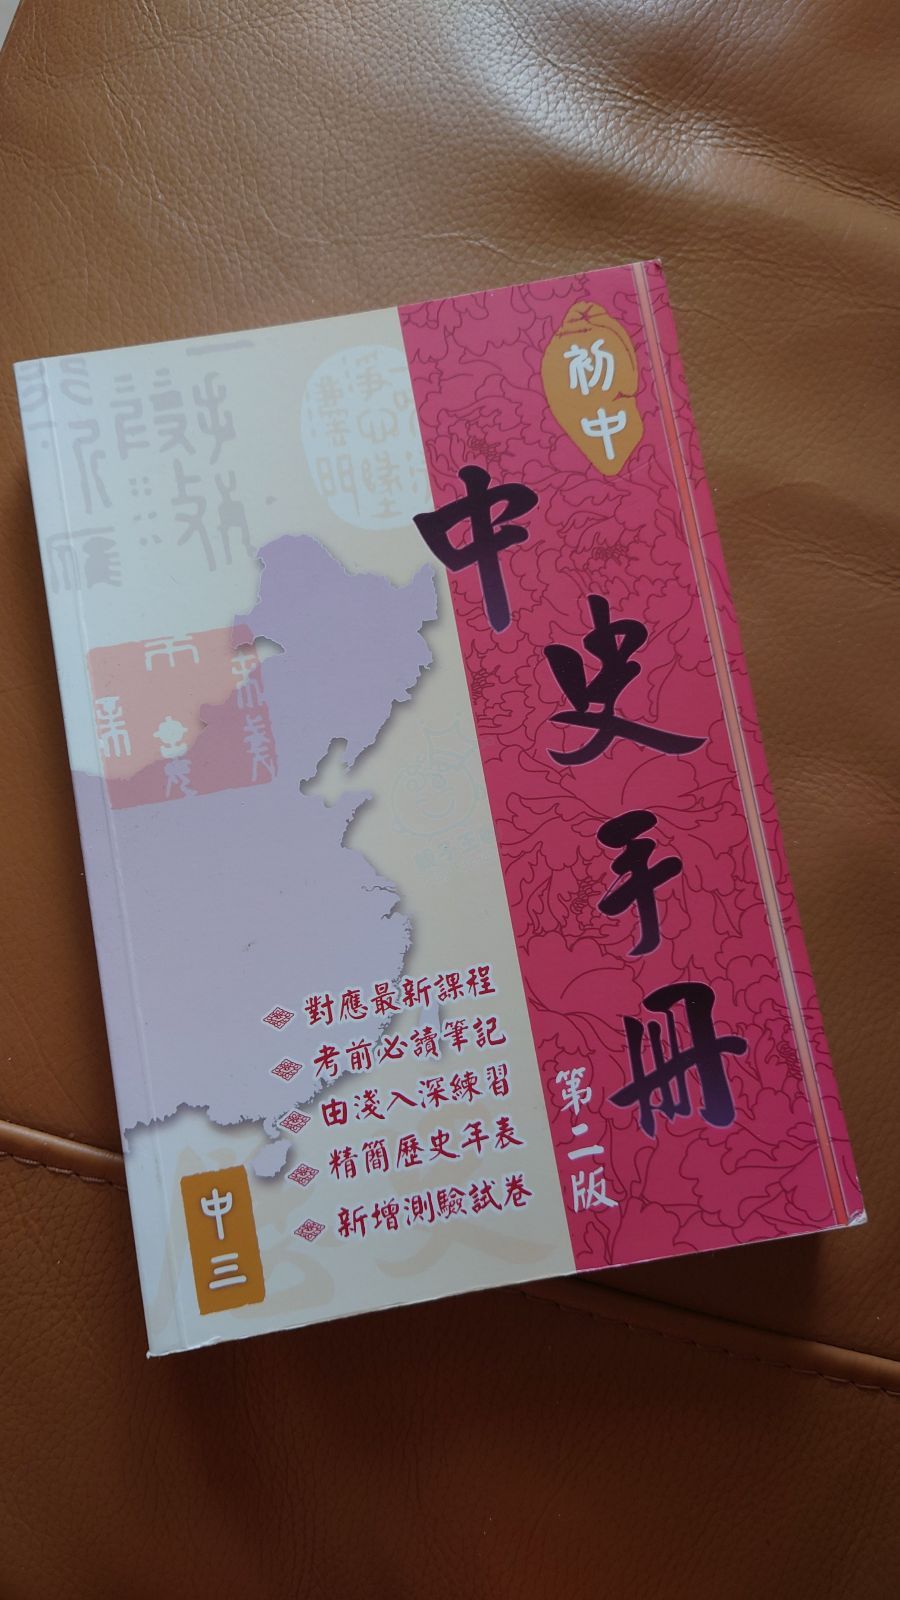 初中
中史手冊
第二版
對應最新課程
考前必讀筆記
由淺入深練習
精簡歷史年表
新增測驗試卷
中三